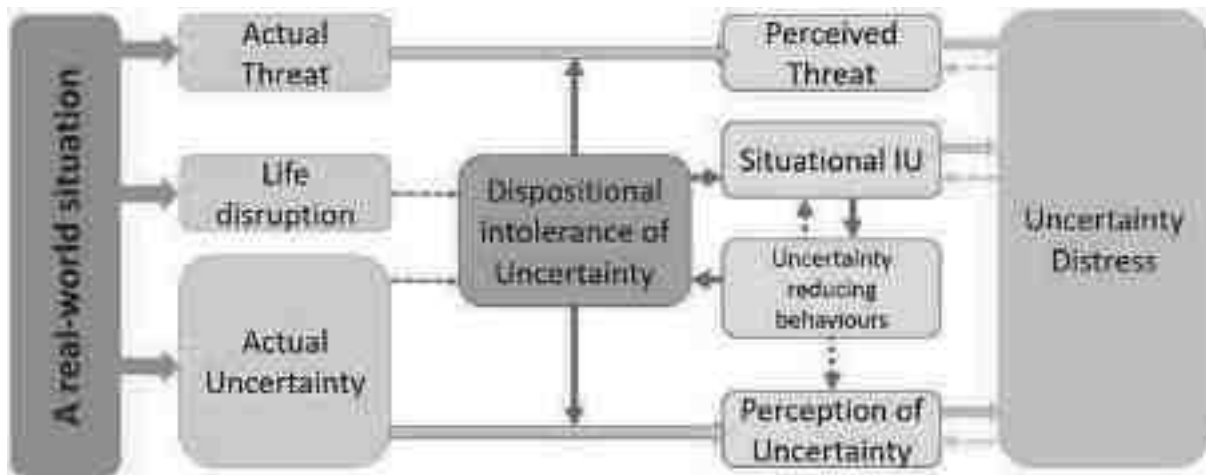 A real-world situation
Actual
Threat
Life
disruption
Actual
Uncertainty
Dispositional
intolerance of
Uncertainty
Perceived
Threat
Situational IU
Uncertainty
reducing
behaviours
Perception of
Uncertainty
Uncertainty
Distress